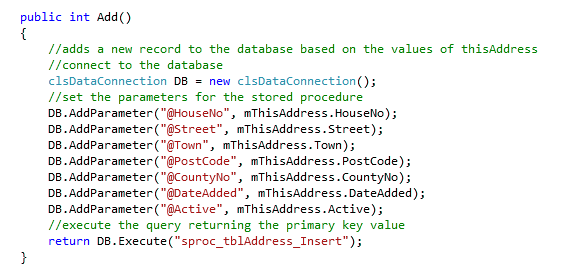 public int Add()
{
//adds a new record to the database based on the values of thisAddress
//connect to the database
clsDataConnection DB = new clsDataConnection();
//set the parameters for the stored procedure
DB.AddParameter("@HouseNo", mThisAddress.HouseNo);
DB.AddParameter("@Street", mThisAddress.Street);
DB.AddParameter("@Town", mThisAddress.Town);
DB.AddParameter("@PostCode", mThisAddress.PostCode);
DB.AddParameter("@CountyNo", mThisAddress.CountyNo);
DB.AddParameter("@DateAdded", mThisAddress.DateAdded);
DB.AddParameter("@Active", mThisAddress.Active);
//execute the query returning the primary key value
return DB.Execute("sproc_tblAddress_Insert");
}